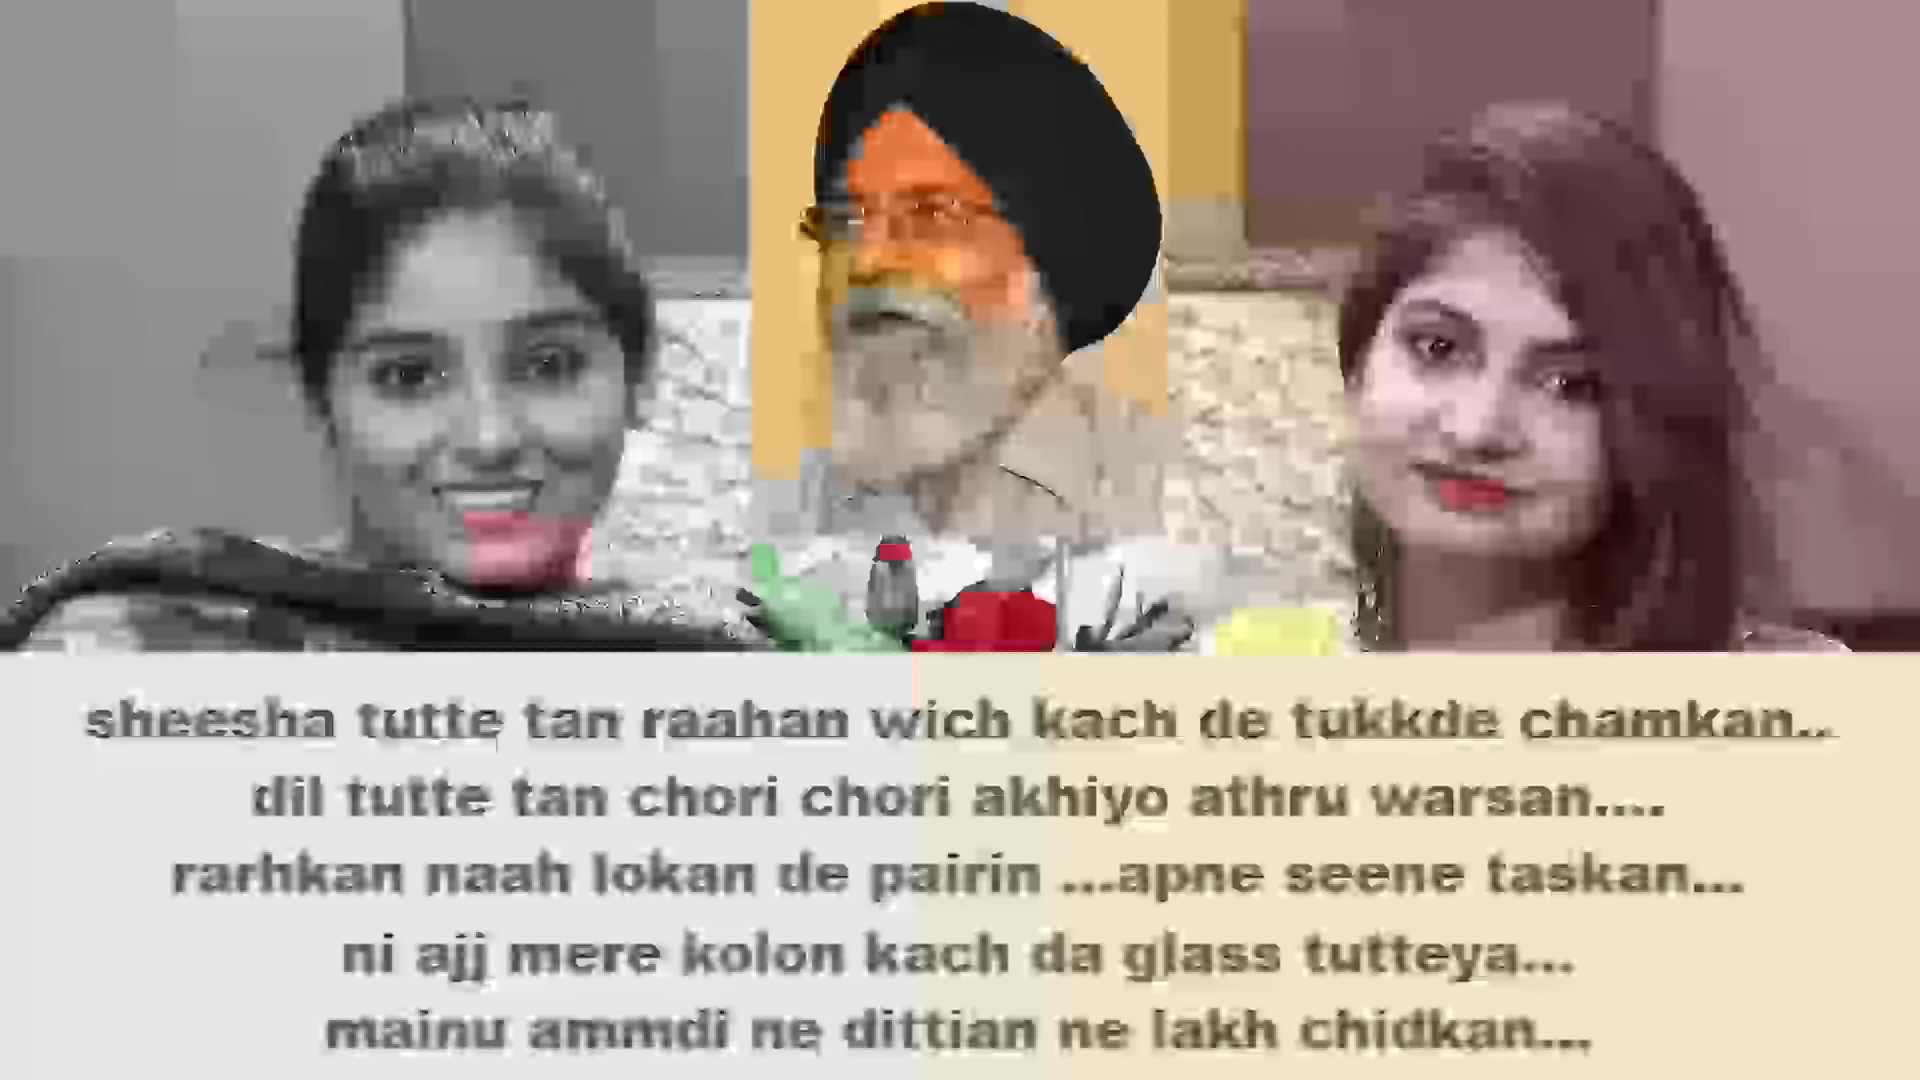 sheesha tutte tan raahan wich kach de tukkde chamkan..
dil tutte tan chori chori akhiyo athru warsan....
rarhkan naah lokan de pairin ...apne seene taskan...
ni ajj mere kolon kach da glass tutteya...
mainu ammdi ne dittian ne lakh chidkan...